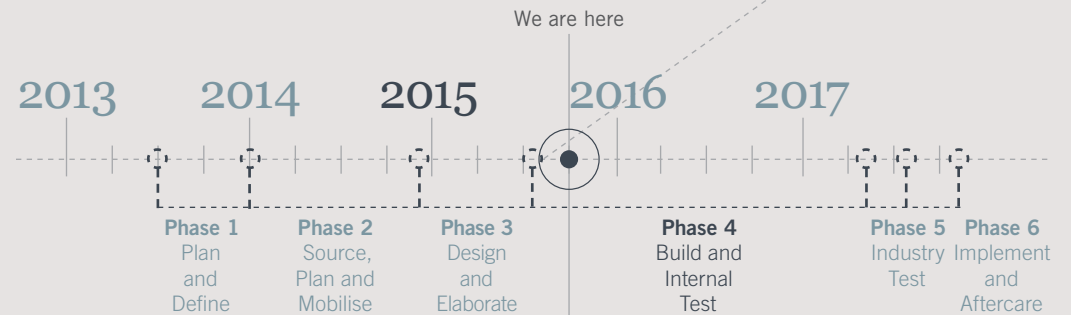 We are here
2013 2014 2015 2016 2017
Phase 1
Plan
and
Define
Phase 2
Source,
Plan and
Mobilise
Phase 3
Design
and
Elaborate
Phase 4
Build and
Internal
Test
Phase 5
Industry
Test
Phase 6
Implement
and
Aftercare